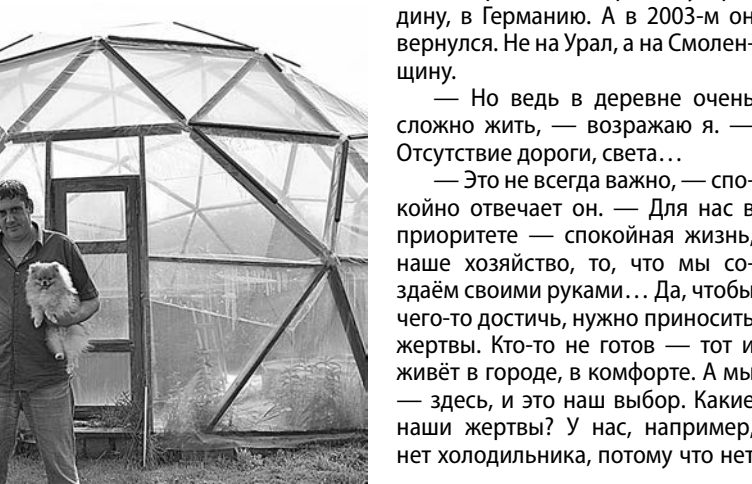 дину, в Германию. А в 2003-м он
вернулся. Не на Урал, а на Смолен-
щину.
— Но ведь в деревне очень
сложно жить, — возражаю я. —
Отсутствие дороги, света…
— Это не всегда важно, — спо-
койно отвечает он. — Для нас в
приоритете — спокойная жизнь,
наше хозяйство, то, что мы со-
здаём своими руками… Да, чтобы
чего-то достичь, нужно приносить
жертвы. Кто-то не готов — тот и
живёт в городе, в комфорте. А мы
— здесь, и это наш выбор. Какие
наши жертвы? У нас, например,
нет холодильника, потому что нет